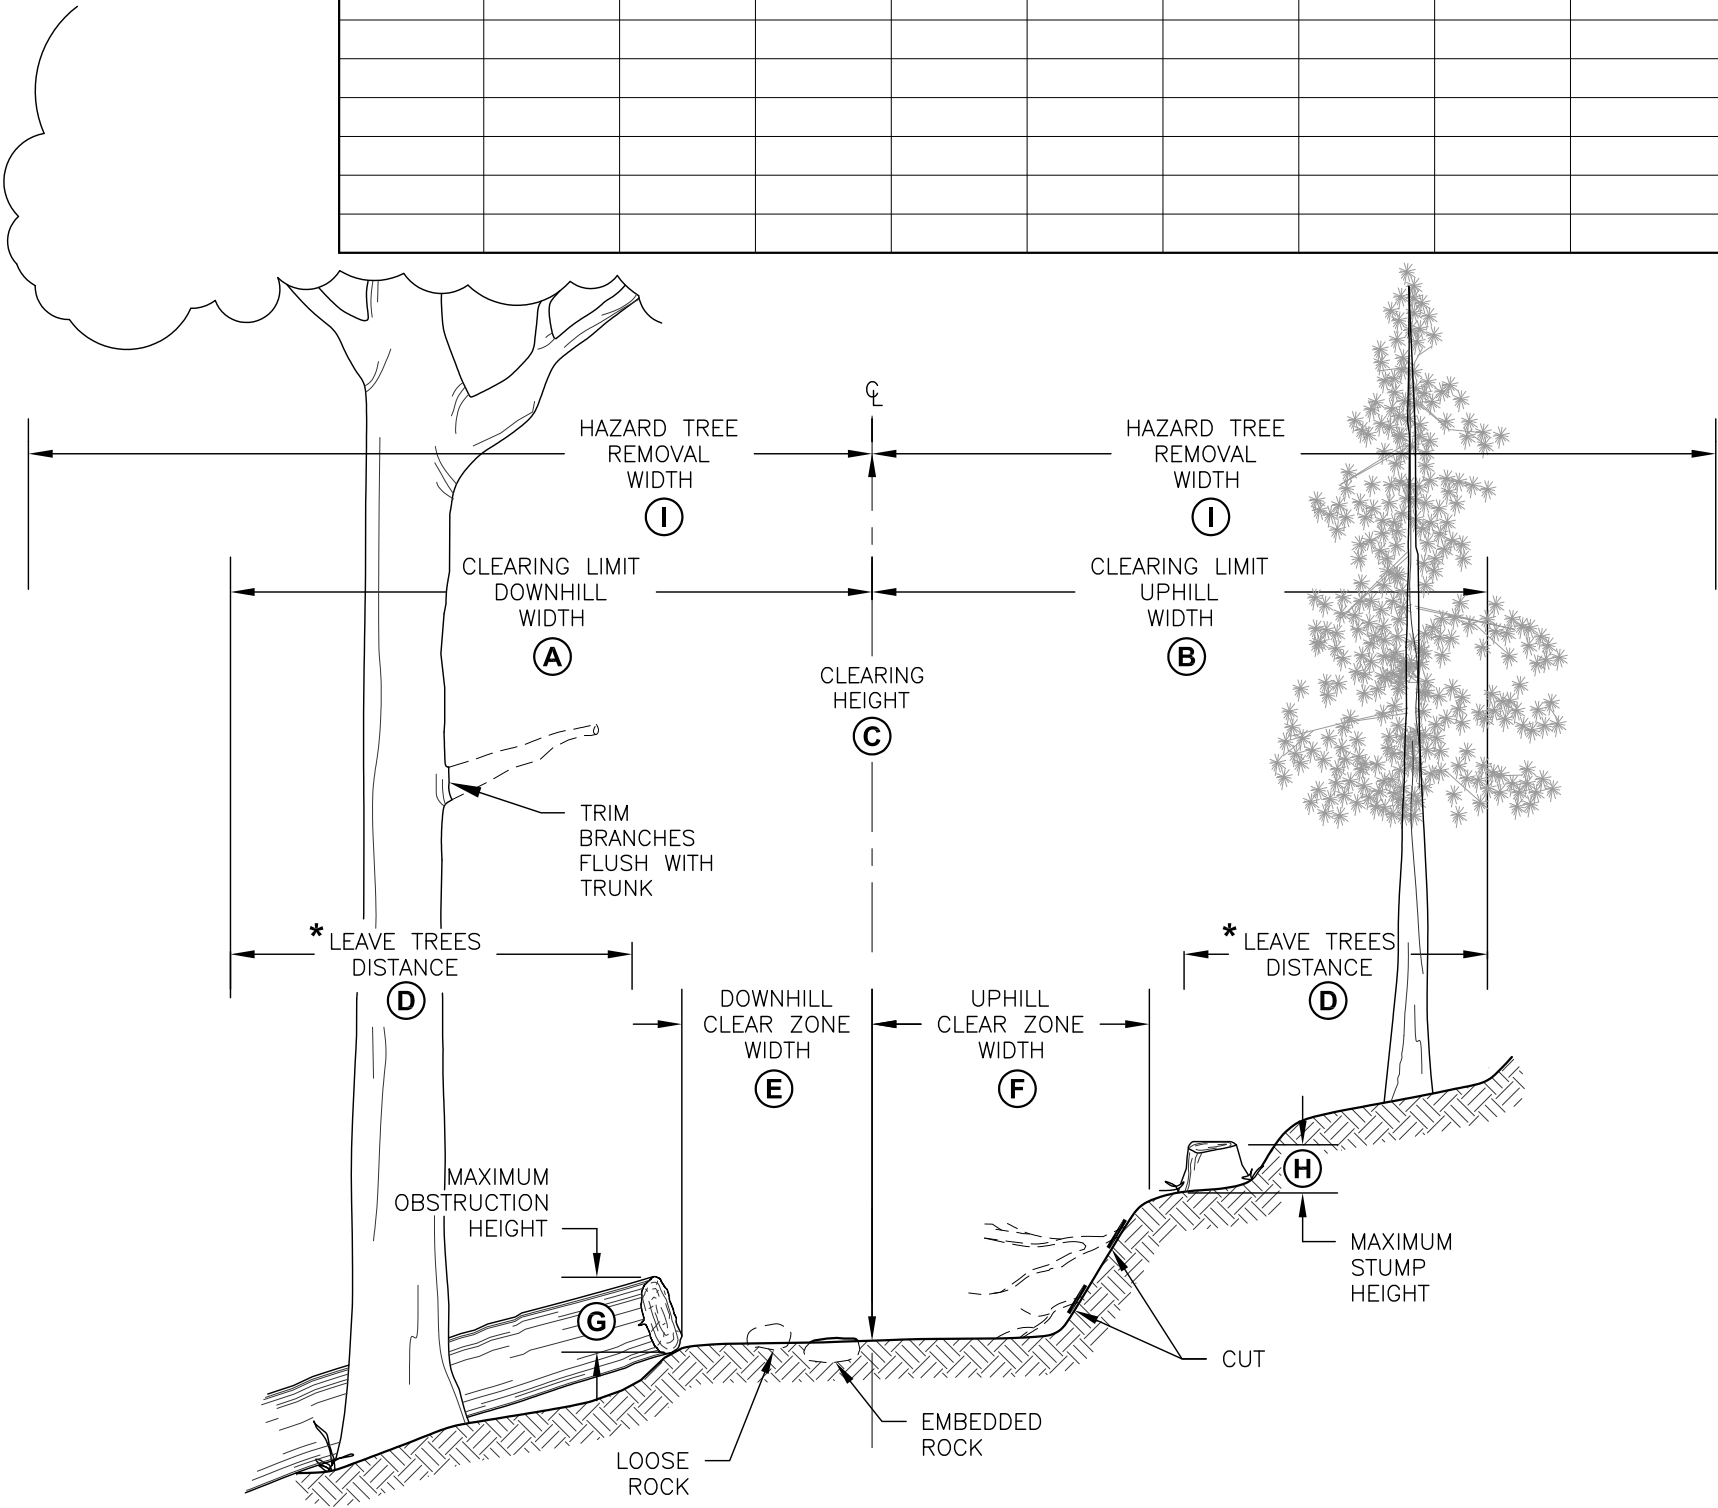 ℄
HAZARD TREE
REMOVAL
WIDTH
I
HAZARD TREE
REMOVAL
WIDTH
I
CLEARING LIMIT
DOWNHILL
WIDTH
A
CLEARING LIMIT
UPHILL
WIDTH
B
CLEARING
HEIGHT
C
TRIM
BRANCHES
FLUSH WITH
TRUNK
* LEAVE TREES
DISTANCE
D
* LEAVE TREES
DISTANCE
D
DOWNHILL
CLEAR ZONE
WIDTH
E
UPHILL
CLEAR ZONE
WIDTH
F
MAXIMUM
OBSTRUCTION
HEIGHT
G
H
MAXIMUM
STUMP
HEIGHT
CUT
EMBEDDED
ROCK
LOOSE
ROCK